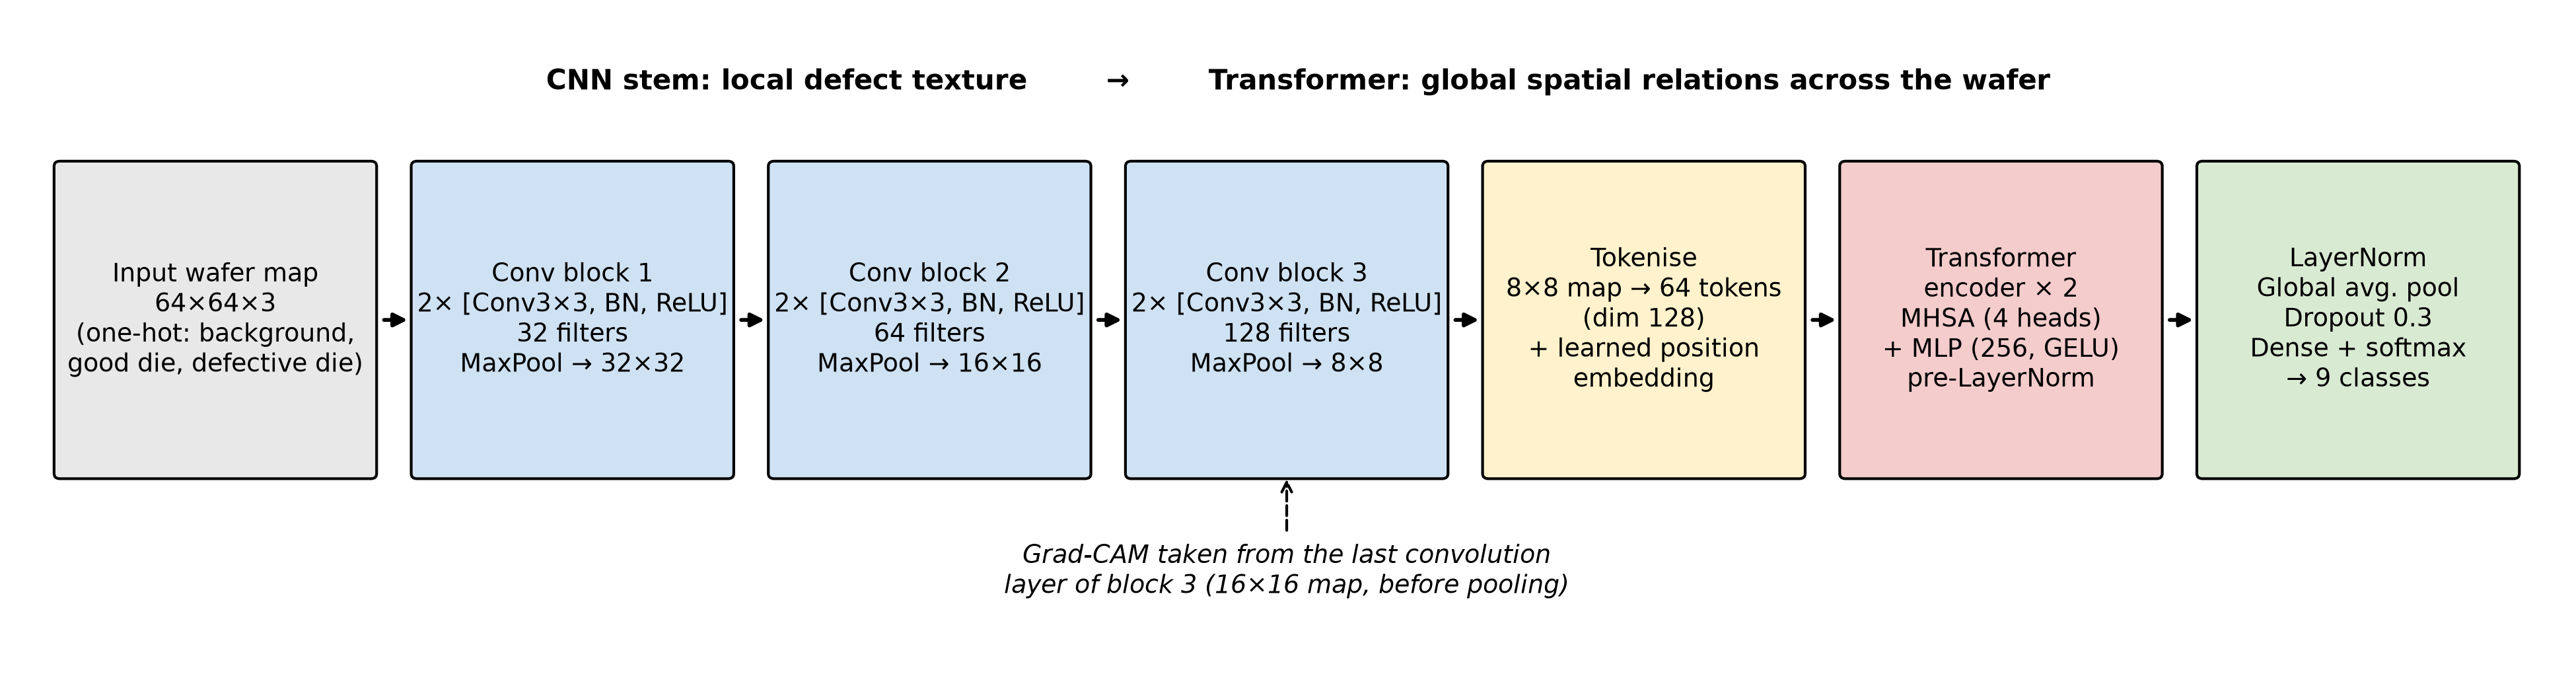 CNN stem: local defect texture → Transformer: global spatial relations across the wafer
Input wafer map
64×64×3
(one-hot: background,
good die, defective die)
Conv block 1
2× [Conv3×3, BN, ReLU]
32 filters
MaxPool → 32×32
Conv block 2
2× [Conv3×3, BN, ReLU]
64 filters
MaxPool → 16×16
Conv block 3
2× [Conv3×3, BN, ReLU]
128 filters
MaxPool → 8×8
Tokenise
8×8 map → 64 tokens
(dim 128)
+ learned position
embedding
Transformer
encoder × 2
MHSA (4 heads)
+ MLP (256, GELU)
pre-LayerNorm
LayerNorm
Global avg. pool
Dropout 0.3
Dense + softmax
→ 9 classes
Grad-CAM taken from the last convolution
layer of block 3 (16×16 map, before pooling)